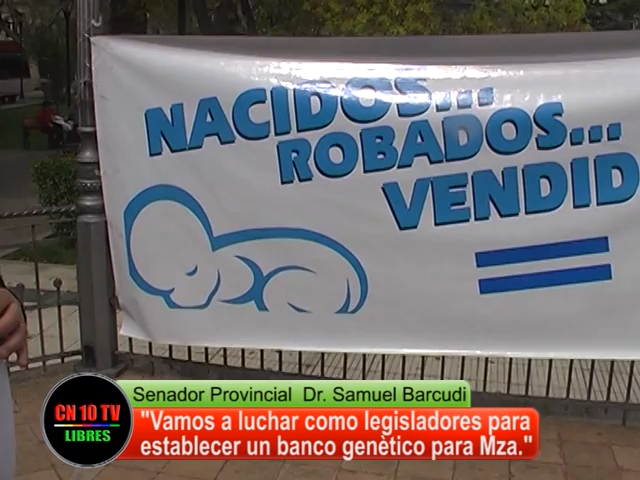 NACIDOS...
ROBADOS...
VENDID
CN 10 TV
LIBRES
Senador Provincial Dr. Samuel Barcudi
"Vamos a luchar como legisladores para
establecer un banco genètico para Mza."